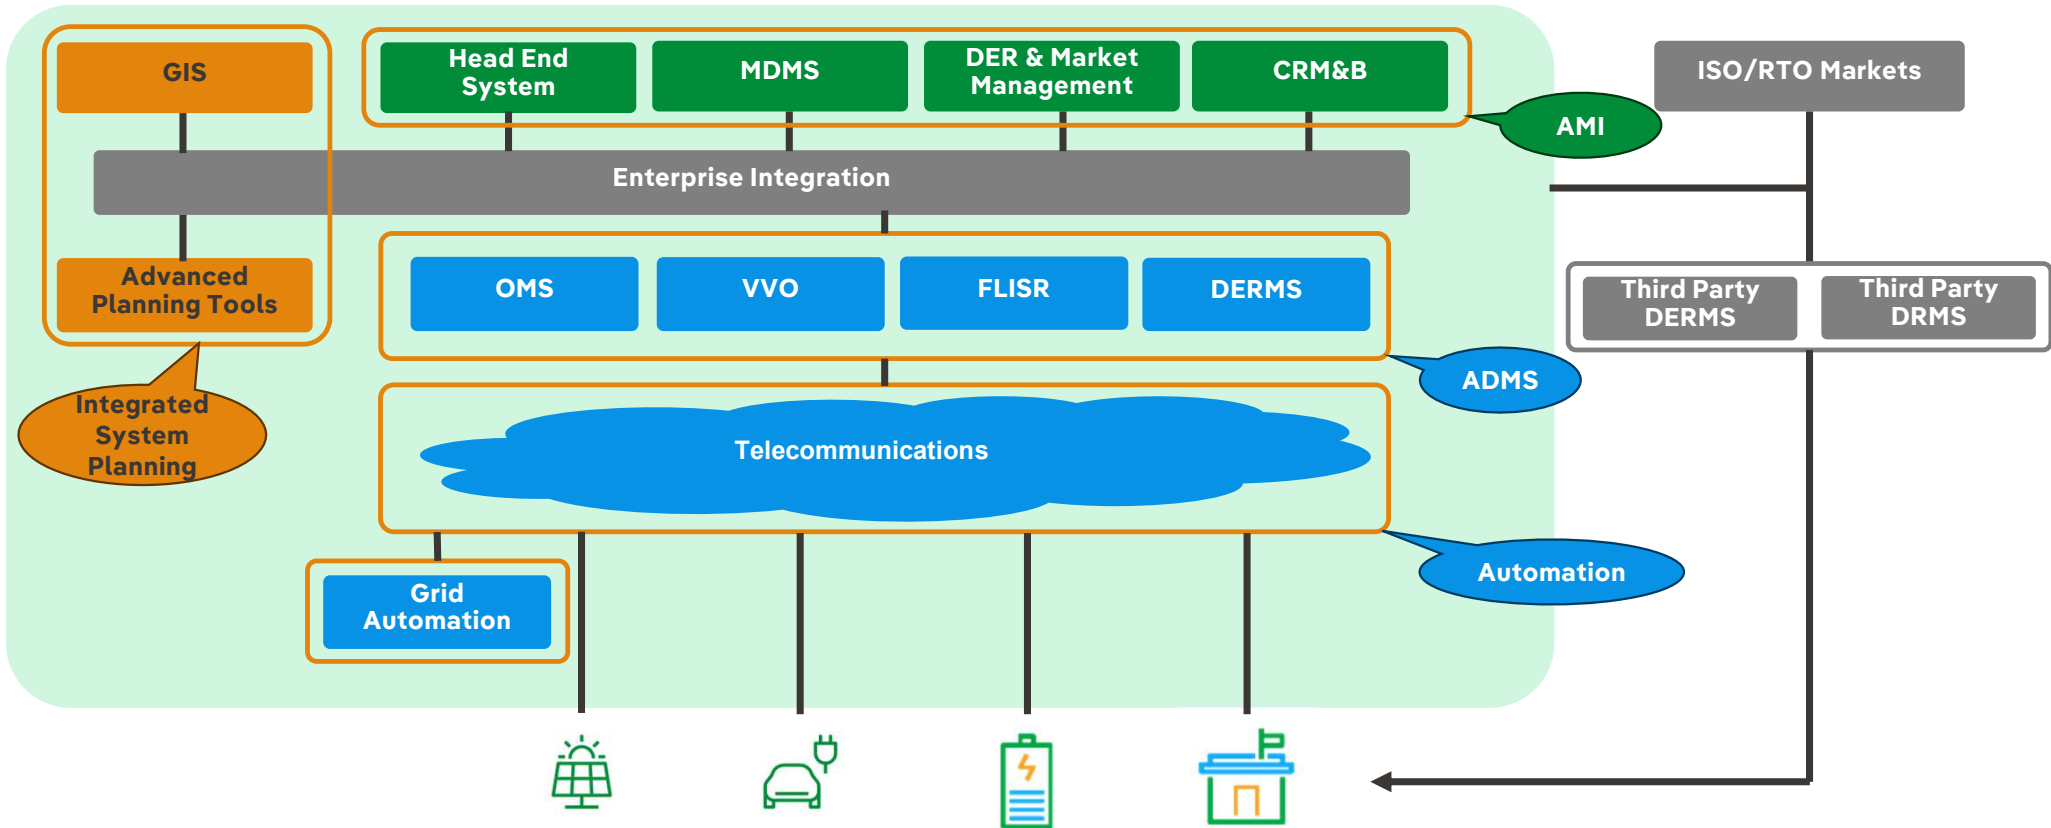 GIS
Head End
System
MDMS
DER & Market
Management
CRM&B
ISO/RTO Markets
AMI
Enterprise Integration
Advanced
Planning Tools
OMS
VVO
FLISR
DERMS
Third Party
DERMS
Third Party
DRMS
ADMS
Integrated
System
Planning
Telecommunications
Automation
Grid
Automation